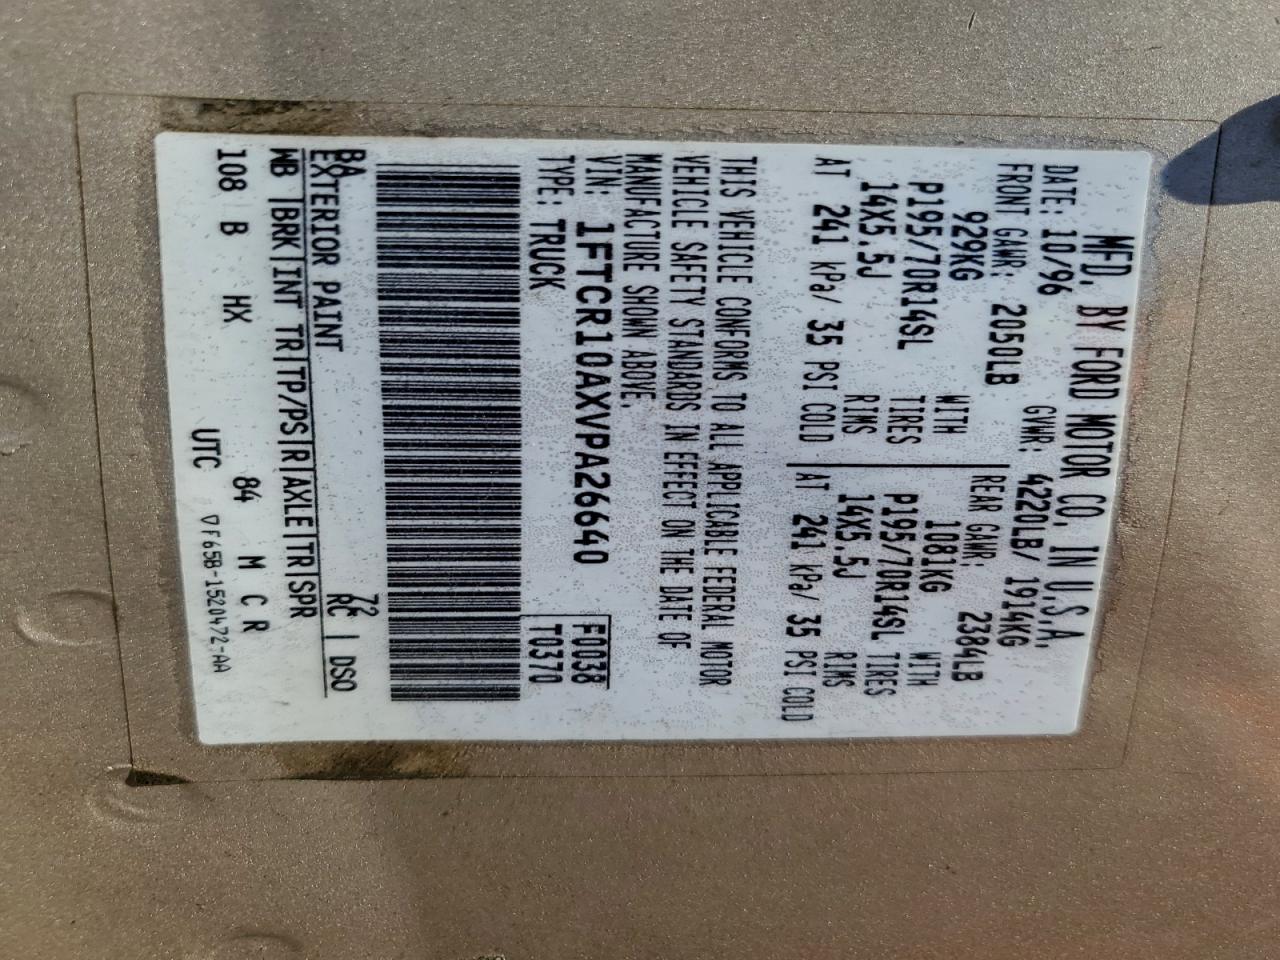 MFD. BY FORD MOTOR CO. IN U.S.A.
DATE: 10/96 GVWR: 4220LB/ 1914KG
FRONT GAWR: 2050LB REAR GAWR: 2384LB
929KG WITH 1081KG WITH
P195/70R14SL TIRES P195/70R14SL TIRES
14X5.5J RIMS 14X5.5J RIMS
AT 241 kPa/ 35 PSI COLD AT 241 kPa/ 35 PSI COLD
THIS VEHICLE CONFORMS TO ALL APPLICABLE FEDERAL MOTOR
VEHICLE SAFETY STANDARDS IN EFFECT ON THE DATE OF
MANUFACTURE SHOWN ABOVE.
VIN: 1FTCR10AXVPA26640 F0038
TYPE: TRUCK T0370
BA 72
EXTERIOR PAINT RC | DSO
WB |BRK|INT TR|TP/PS|R|AXLE|TR|SPR
108 B HX 84 M C R
UTC ▽F65B-1520472-AA